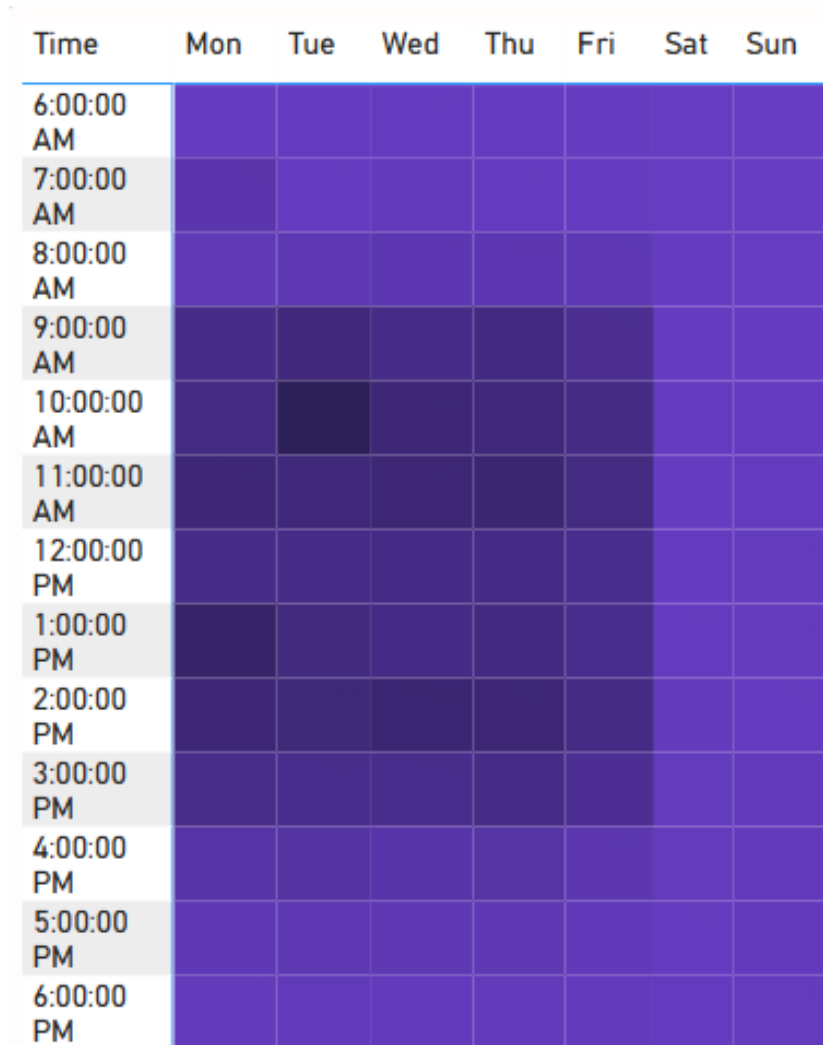 Time Mon Tue Wed Thu Fri Sat Sun
6:00:00
AM
7:00:00
AM
8:00:00
AM
9:00:00
AM
10:00:00
AM
11:00:00
AM
12:00:00
PM
1:00:00
PM
2:00:00
PM
3:00:00
PM
4:00:00
PM
5:00:00
PM
6:00:00
PM